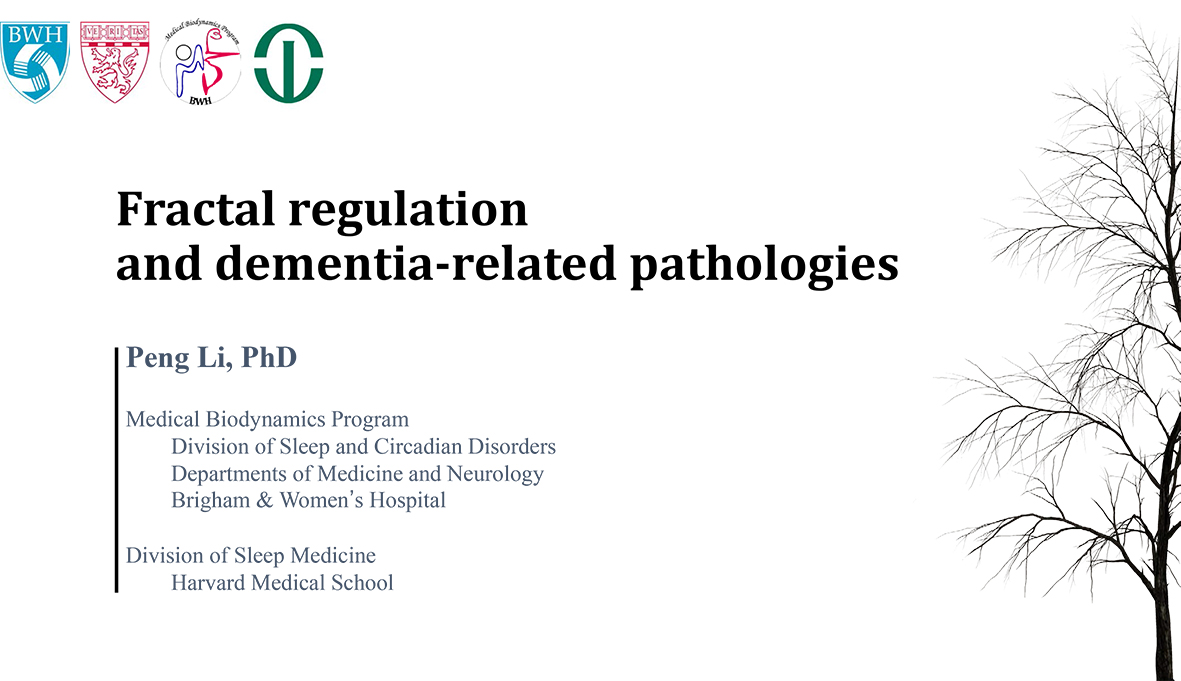 BWH
VE RI TAS
Medical Biodynamics Program
BWH
Fractal regulation
and dementia-related pathologies
Peng Li, PhD
Medical Biodynamics Program
Division of Sleep and Circadian Disorders
Departments of Medicine and Neurology
Brigham & Women’s Hospital
Division of Sleep Medicine
Harvard Medical School